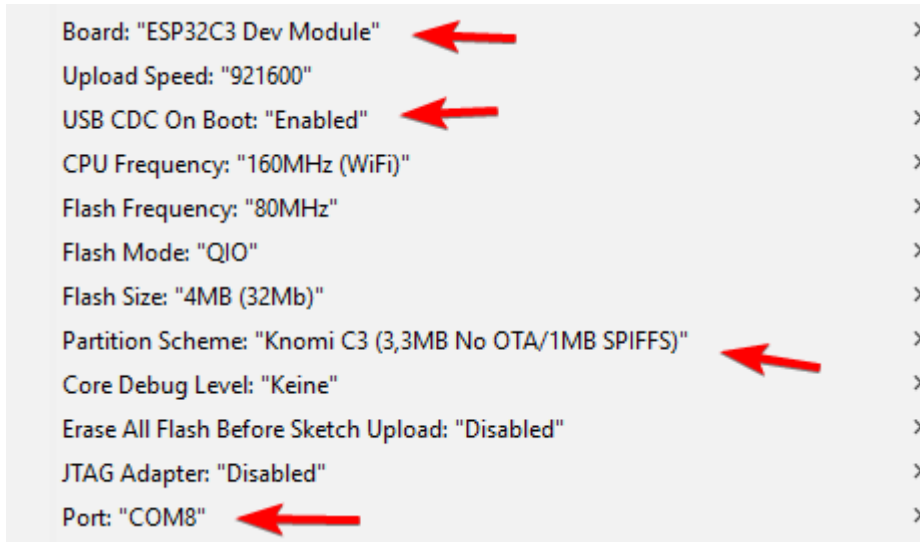 Board: "ESP32C3 Dev Module"
Upload Speed: "921600"
USB CDC On Boot: "Enabled"
CPU Frequency: "160MHz (WiFi)"
Flash Frequency: "80MHz"
Flash Mode: "QIO"
Flash Size: "4MB (32Mb)"
Partition Scheme: "Knomi C3 (3,3MB No OTA/1MB SPIFFS)"
Core Debug Level: "Keine"
Erase All Flash Before Sketch Upload: "Disabled"
JTAG Adapter: "Disabled"
Port: "COM8"